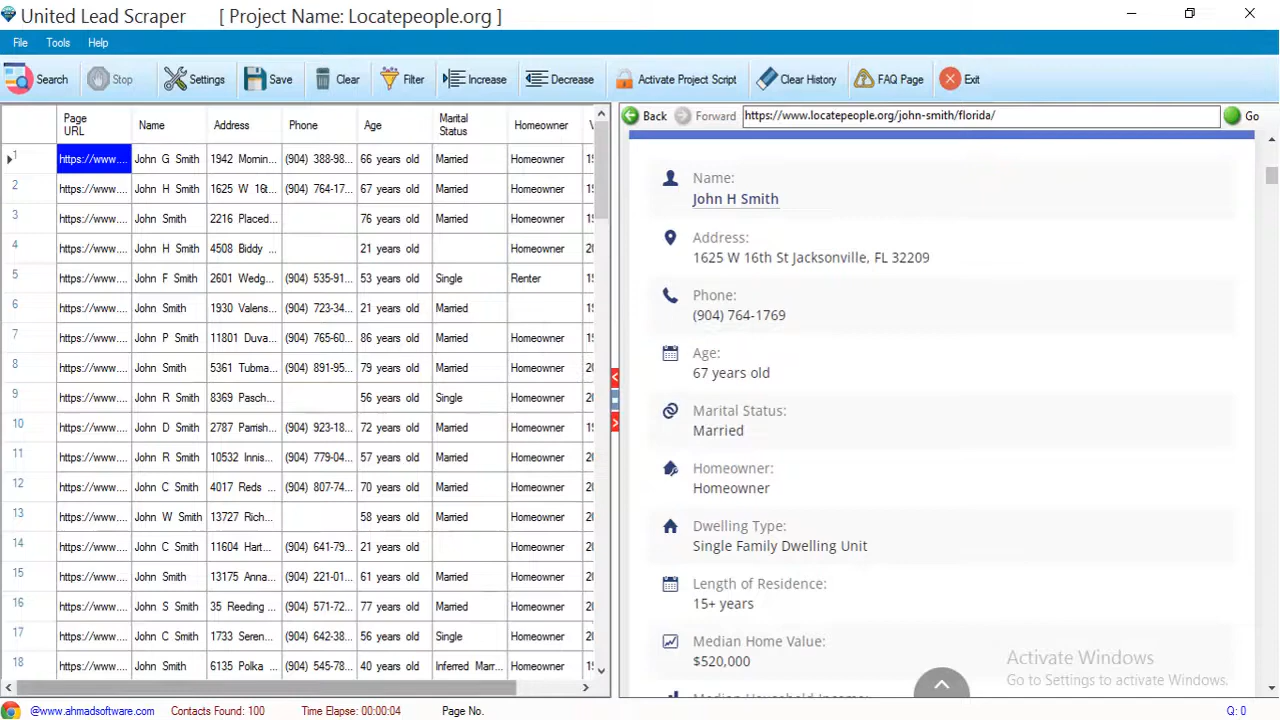 United Lead Scraper [ Project Name: Locatepeople.org ]
File Tools Help
Search Stop Settings Save Clear Filter Increase Decrease Activate Project Script Clear History FAQ Page Exit
Page URL Name Address Phone Age Marital Status Homeowner
1 https://www.... John G Smith 1942 Mornin... (904) 388-98... 66 years old Married Homeowner
2 https://www.... John H Smith 1625 W 16t... (904) 764-17... 67 years old Married Homeowner
3 https://www.... John Smith 2216 Placed... 76 years old Married Homeowner
4 https://www.... John H Smith 4508 Biddy ... 21 years old Homeowner
5 https://www.... John F Smith 2601 Wedg... (904) 535-91... 53 years old Single Renter
6 https://www.... John Smith 1930 Valens... (904) 723-34... 21 years old Married
7 https://www.... John P Smith 11801 Duva... (904) 765-60... 86 years old Married Homeowner
8 https://www.... John Smith 5361 Tubma... (904) 891-95... 79 years old Married Homeowner
9 https://www.... John R Smith 8369 Pasch... 56 years old Single Homeowner
10 https://www.... John D Smith 2787 Parrish... (904) 923-18... 72 years old Married Homeowner
11 https://www.... John R Smith 10532 Innis... (904) 779-04... 57 years old Married Homeowner
12 https://www.... John C Smith 4017 Reds ... (904) 807-74... 70 years old Married Homeowner
13 https://www.... John W Smith 13727 Rich... 58 years old Married Homeowner
14 https://www.... John C Smith 11604 Hart... (904) 641-79... 21 years old Homeowner
15 https://www.... John Smith 13175 Anna... (904) 221-01... 61 years old Married Homeowner
16 https://www.... John S Smith 35 Reeding ... (904) 571-72... 77 years old Married Homeowner
17 https://www.... John C Smith 1733 Seren... (904) 642-38... 56 years old Single Homeowner
18 https://www.... John Smith 6135 Polka ... (904) 545-78... 40 years old Inferred Marr... Homeowner
Back Forward https://www.locatepeople.org/john-smith/florida/ Go
Name:
John H Smith
Address:
1625 W 16th St Jacksonville, FL 32209
Phone:
(904) 764-1769
Age:
67 years old
Marital Status:
Married
Homeowner:
Homeowner
Dwelling Type:
Single Family Dwelling Unit
Length of Residence:
15+ years
Median Home Value:
$520,000
Median Household Income:
Activate Windows
Go to Settings to activate Windows.
@www.ahmadsoftware.com Contacts Found: 100 Time Elapse: 00:00:04 Page No. Q: 0